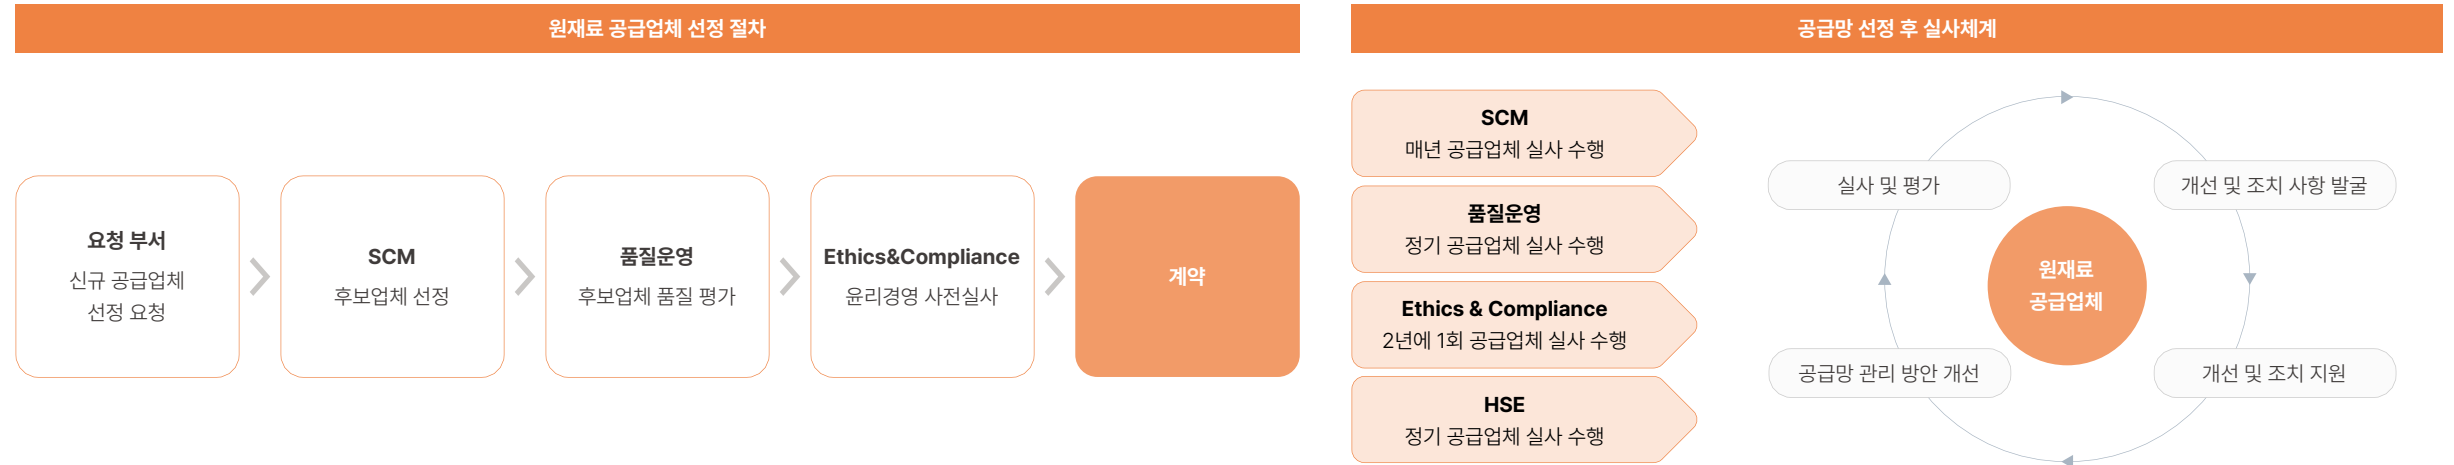 원재료 공급업체 선정 절차
요청 부서
신규 공급업체
선정 요청
SCM
후보업체 선정
품질운영
후보업체 품질 평가
Ethics&Compliance
윤리경영 사전실사
계약
공급망 선정 후 실사체계
SCM
매년 공급업체 실사 수행
품질운영
정기 공급업체 실사 수행
Ethics & Compliance
2년에 1회 공급업체 실사 수행
HSE
정기 공급업체 실사 수행
실사 및 평가
개선 및 조치 사항 발굴
원재료
공급업체
공급망 관리 방안 개선
개선 및 조치 지원